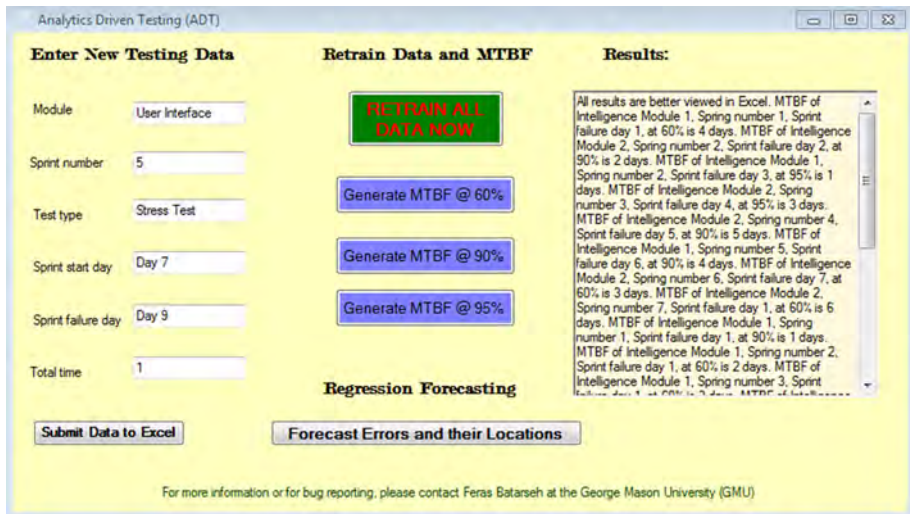 Analytics Driven Testing (ADT)
Enter New Testing Data
Module
User Interface
Sprint number
5
Test type
Stress Test
Sprint start day
Day 7
Sprint failure day
Day 9
Total time
1
Submit Data to Excel
Retrain Data and MTBF
RETRAIN ALL
DATA NOW
Generate MTBF @ 60%
Generate MTBF @ 90%
Generate MTBF @ 95%
Regression Forecasting
Forecast Errors and their Locations
Results:
All results are better viewed in Excel. MTBF of
Intelligence Module 1, Spring number 1, Sprint
failure day 1, at 60% is 4 days. MTBF of Intelligence
Module 2, Spring number 2, Sprint failure day 2, at
90% is 2 days. MTBF of Intelligence Module 1,
Spring number 2, Sprint failure day 3, at 95% is 1
days. MTBF of Intelligence Module 2, Spring
number 3, Sprint failure day 4, at 95% is 3 days.
MTBF of Intelligence Module 2, Spring number 4,
Sprint failure day 5, at 90% is 5 days. MTBF of
Intelligence Module 1, Spring number 5, Sprint
failure day 6, at 90% is 4 days. MTBF of Intelligence
Module 2, Spring number 6, Sprint failure day 7, at
60% is 3 days. MTBF of Intelligence Module 2,
Spring number 7, Sprint failure day 1, at 60% is 6
days. MTBF of Intelligence Module 1, Spring
number 1, Sprint failure day 1, at 90% is 1 days.
MTBF of Intelligence Module 1, Spring number 2,
Sprint failure day 1, at 60% is 2 days. MTBF of
Intelligence Module 1, Spring number 3, Sprint
For more information or for bug reporting, please contact Feras Batarseh at the George Mason University (GMU)